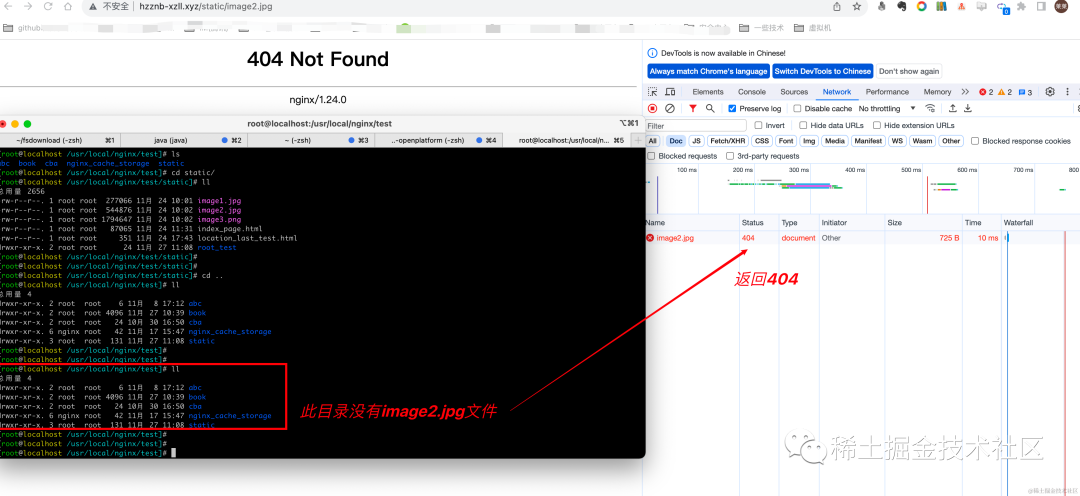 不安全 | hzznb-xzll.xyz/static/image2.jpg
github
一些技术
虚拟机
404 Not Found
nginx/1.24.0
DevTools is now available in Chinese!
Always match Chrome's language
Switch DevTools to Chinese
Don't show again
Elements Console Sources Network Performance Memory 2 2 3
Preserve log Disable cache No throttling
Filter Invert Hide data URLs Hide extension URLs
All Doc JS Fetch/XHR CSS Font Img Media Manifest WS Wasm Other Blocked response cookies
Blocked requests 3rd-party requests
100 ms 200 ms 300 ms 400 ms 500 ms 600 ms 700 ms 800
Name Status Type Initiator Size Time Waterfall
image2.jpg 404 document Other 725 B 10 ms
返回404
root@localhost:/usr/local/nginx/test
⌥⌘1
~/fsdownload (-zsh) ⌘1 java (java) ⌘2 ~ (-zsh) ⌘3 ..-openplatform (-zsh) ⌘4 root@localhost:/usr/local/n... ⌘5
[root@localhost /usr/local/nginx/test]# ls
abc book cbo nginx_cache_storage static
[root@localhost /usr/local/nginx/test]# cd static/
[root@localhost /usr/local/nginx/test/static]# ll
总用量 2656
-rw-r--r--. 1 root root 277066 11月 24 10:01 image1.jpg
-rw-r--r--. 1 root root 544876 11月 24 10:02 image2.jpg
-rw-r--r--. 1 root root 1794647 11月 24 10:02 image3.png
-rw-r--r--. 1 root root 87065 11月 24 11:31 index_page.html
-rw-r--r--. 1 root root 351 11月 24 17:43 location_last_test.html
drwxr-xr-x. 2 root root 24 11月 27 11:08 root_test
[root@localhost /usr/local/nginx/test/static]#
[root@localhost /usr/local/nginx/test/static]#
[root@localhost /usr/local/nginx/test/static]# cd ..
[root@localhost /usr/local/nginx/test]# ll
总用量 4
drwxr-xr-x. 2 root root 6 11月 8 17:12 abc
drwxr-xr-x. 2 root root 4096 11月 27 10:39 book
drwxr-xr-x. 2 root root 24 10月 30 16:50 cbo
drwxr-xr-x. 6 nginx root 42 11月 17 15:47 nginx_cache_storage
drwxr-xr-x. 3 root root 131 11月 27 11:08 static
[root@localhost /usr/local/nginx/test]#
[root@localhost /usr/local/nginx/test]#
[root@localhost /usr/local/nginx/test]# ll
总用量 4
drwxr-xr-x. 2 root root 6 11月 8 17:12 abc
drwxr-xr-x. 2 root root 4096 11月 27 10:39 book
drwxr-xr-x. 2 root root 24 10月 30 16:50 cbo
drwxr-xr-x. 6 nginx root 42 11月 17 15:47 nginx_cache_storage
drwxr-xr-x. 3 root root 131 11月 27 11:08 static
[root@localhost /usr/local/nginx/test]#
[root@localhost /usr/local/nginx/test]#
[root@localhost /usr/local/nginx/test]#
此目录没有image2.jpg文件
稀土掘金技术社区
@稀土掘金技术社区